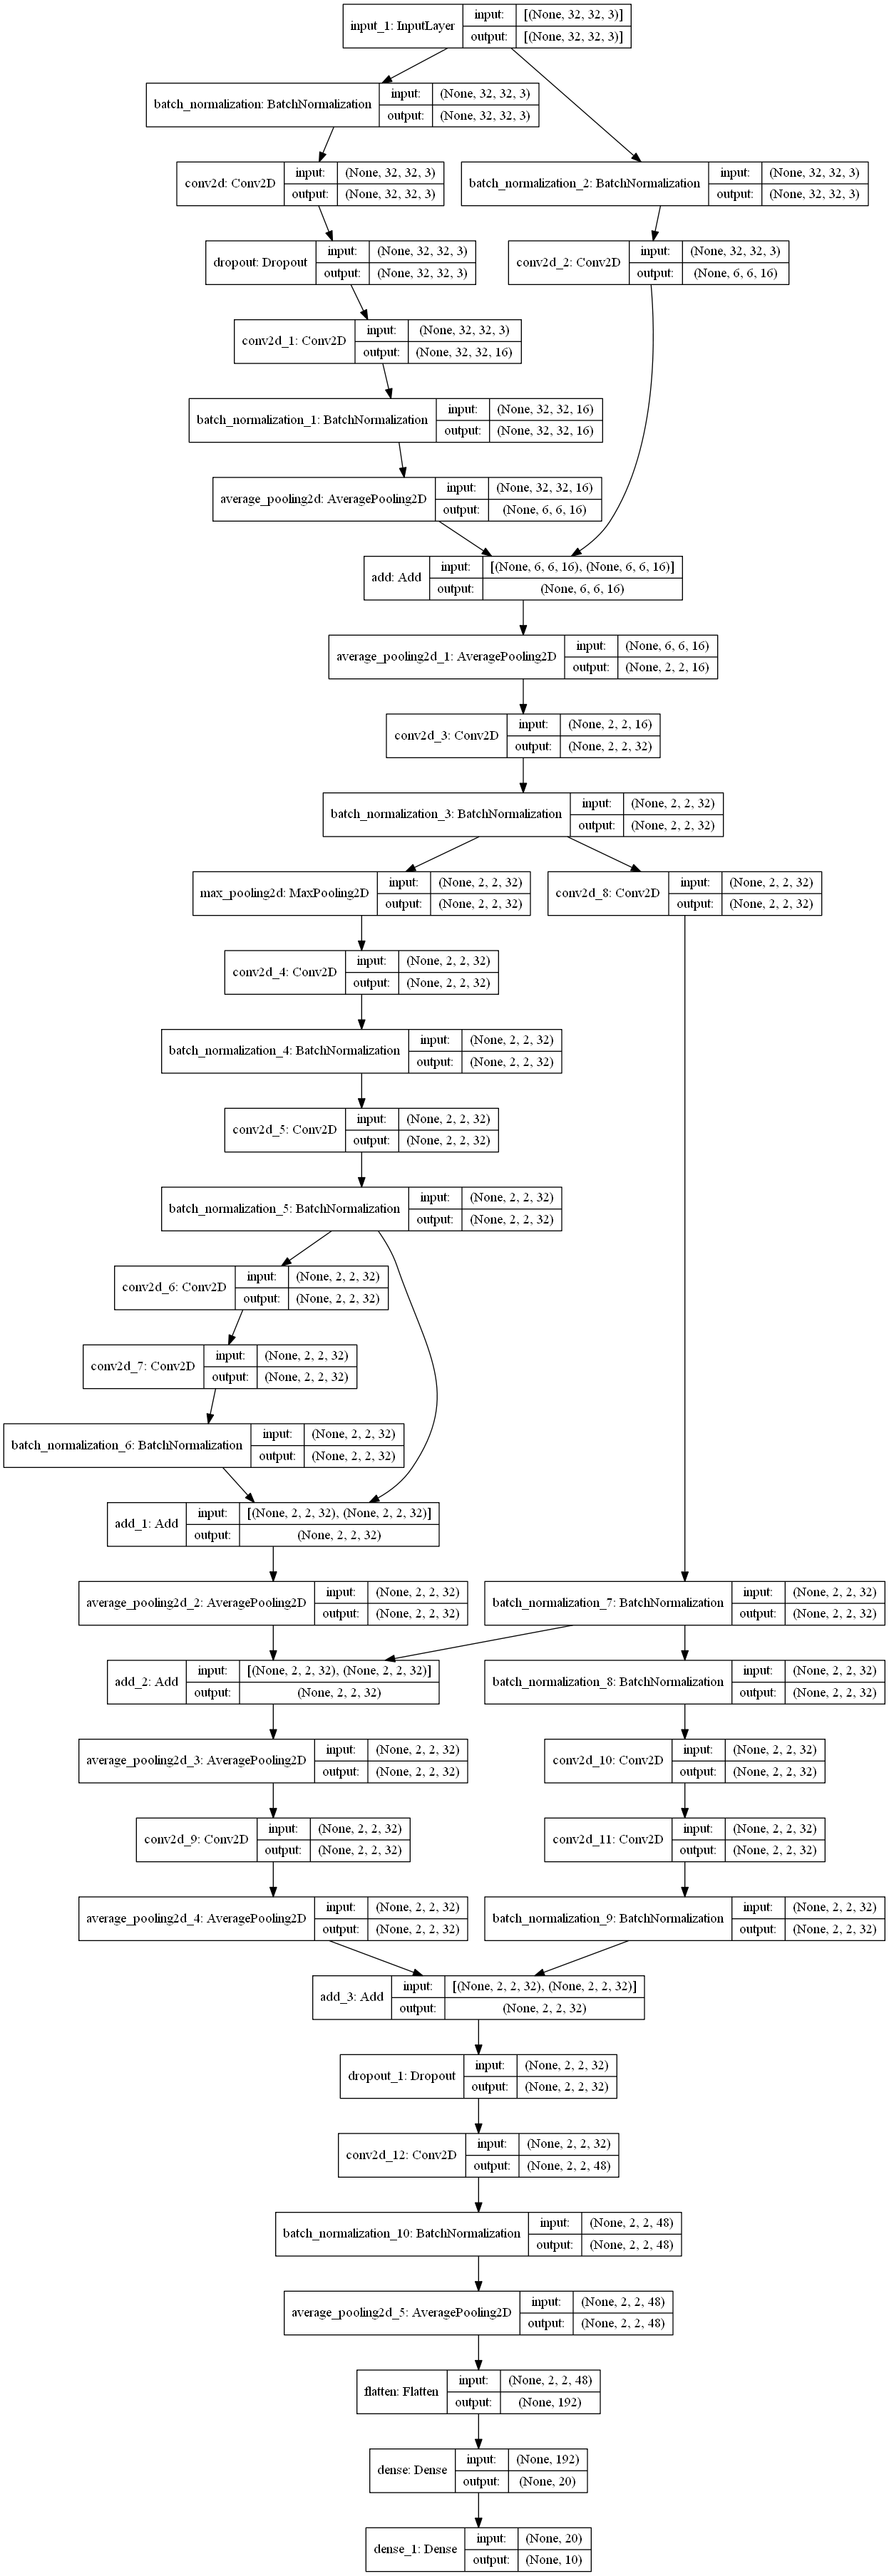 input_1: InputLayer
input: [(None, 32, 32, 3)]
output: [(None, 32, 32, 3)]
batch_normalization: BatchNormalization
input: (None, 32, 32, 3)
output: (None, 32, 32, 3)
conv2d: Conv2D
input: (None, 32, 32, 3)
output: (None, 32, 32, 3)
batch_normalization_2: BatchNormalization
input: (None, 32, 32, 3)
output: (None, 32, 32, 3)
dropout: Dropout
input: (None, 32, 32, 3)
output: (None, 32, 32, 3)
conv2d_2: Conv2D
input: (None, 32, 32, 3)
output: (None, 6, 6, 16)
conv2d_1: Conv2D
input: (None, 32, 32, 3)
output: (None, 32, 32, 16)
batch_normalization_1: BatchNormalization
input: (None, 32, 32, 16)
output: (None, 32, 32, 16)
average_pooling2d: AveragePooling2D
input: (None, 32, 32, 16)
output: (None, 6, 6, 16)
add: Add
input: [(None, 6, 6, 16), (None, 6, 6, 16)]
output: (None, 6, 6, 16)
average_pooling2d_1: AveragePooling2D
input: (None, 6, 6, 16)
output: (None, 2, 2, 16)
conv2d_3: Conv2D
input: (None, 2, 2, 16)
output: (None, 2, 2, 32)
batch_normalization_3: BatchNormalization
input: (None, 2, 2, 32)
output: (None, 2, 2, 32)
max_pooling2d: MaxPooling2D
input: (None, 2, 2, 32)
output: (None, 2, 2, 32)
conv2d_8: Conv2D
input: (None, 2, 2, 32)
output: (None, 2, 2, 32)
conv2d_4: Conv2D
input: (None, 2, 2, 32)
output: (None, 2, 2, 32)
batch_normalization_4: BatchNormalization
input: (None, 2, 2, 32)
output: (None, 2, 2, 32)
conv2d_5: Conv2D
input: (None, 2, 2, 32)
output: (None, 2, 2, 32)
batch_normalization_5: BatchNormalization
input: (None, 2, 2, 32)
output: (None, 2, 2, 32)
conv2d_6: Conv2D
input: (None, 2, 2, 32)
output: (None, 2, 2, 32)
conv2d_7: Conv2D
input: (None, 2, 2, 32)
output: (None, 2, 2, 32)
batch_normalization_6: BatchNormalization
input: (None, 2, 2, 32)
output: (None, 2, 2, 32)
add_1: Add
input: [(None, 2, 2, 32), (None, 2, 2, 32)]
output: (None, 2, 2, 32)
average_pooling2d_2: AveragePooling2D
input: (None, 2, 2, 32)
output: (None, 2, 2, 32)
batch_normalization_7: BatchNormalization
input: (None, 2, 2, 32)
output: (None, 2, 2, 32)
add_2: Add
input: [(None, 2, 2, 32), (None, 2, 2, 32)]
output: (None, 2, 2, 32)
batch_normalization_8: BatchNormalization
input: (None, 2, 2, 32)
output: (None, 2, 2, 32)
average_pooling2d_3: AveragePooling2D
input: (None, 2, 2, 32)
output: (None, 2, 2, 32)
conv2d_10: Conv2D
input: (None, 2, 2, 32)
output: (None, 2, 2, 32)
conv2d_9: Conv2D
input: (None, 2, 2, 32)
output: (None, 2, 2, 32)
conv2d_11: Conv2D
input: (None, 2, 2, 32)
output: (None, 2, 2, 32)
average_pooling2d_4: AveragePooling2D
input: (None, 2, 2, 32)
output: (None, 2, 2, 32)
batch_normalization_9: BatchNormalization
input: (None, 2, 2, 32)
output: (None, 2, 2, 32)
add_3: Add
input: [(None, 2, 2, 32), (None, 2, 2, 32)]
output: (None, 2, 2, 32)
dropout_1: Dropout
input: (None, 2, 2, 32)
output: (None, 2, 2, 32)
conv2d_12: Conv2D
input: (None, 2, 2, 32)
output: (None, 2, 2, 48)
batch_normalization_10: BatchNormalization
input: (None, 2, 2, 48)
output: (None, 2, 2, 48)
average_pooling2d_5: AveragePooling2D
input: (None, 2, 2, 48)
output: (None, 2, 2, 48)
flatten: Flatten
input: (None, 2, 2, 48)
output: (None, 192)
dense: Dense
input: (None, 192)
output: (None, 20)
dense_1: Dense
input: (None, 20)
output: (None, 10)